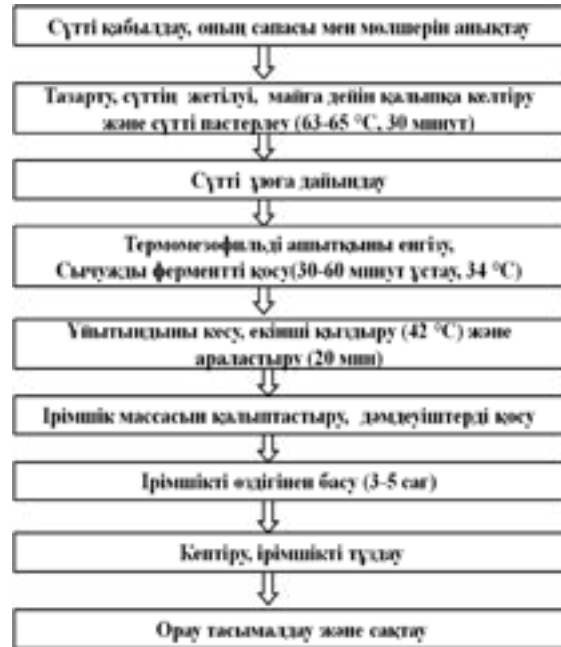 Сүтті қабылдау, оның сапасы мен мөлшерін анықтау
Тазарту, сүттің жетілуі, майға дейін қалыпқа келтіру
және сүтті пастерлеу (63-65 °C, 30 минут)
Сүтті ұюға дайындау
Термомезофильді ашытқыны енгізу,
Сычужды ферментті қосу(30-60 минут ұстау, 34 °C)
Ұйытындыны кесу, екінші қыздыру (42 °C) және
араластыру (20 мин)
Ірімшік массасын қалыптастыру, дәмдеуіштерді қосу
Ірімшікті өздігінен басу (3-5 сағ)
Кептіру, ірімшікті тұздау
Орау тасымалдау және сақтау